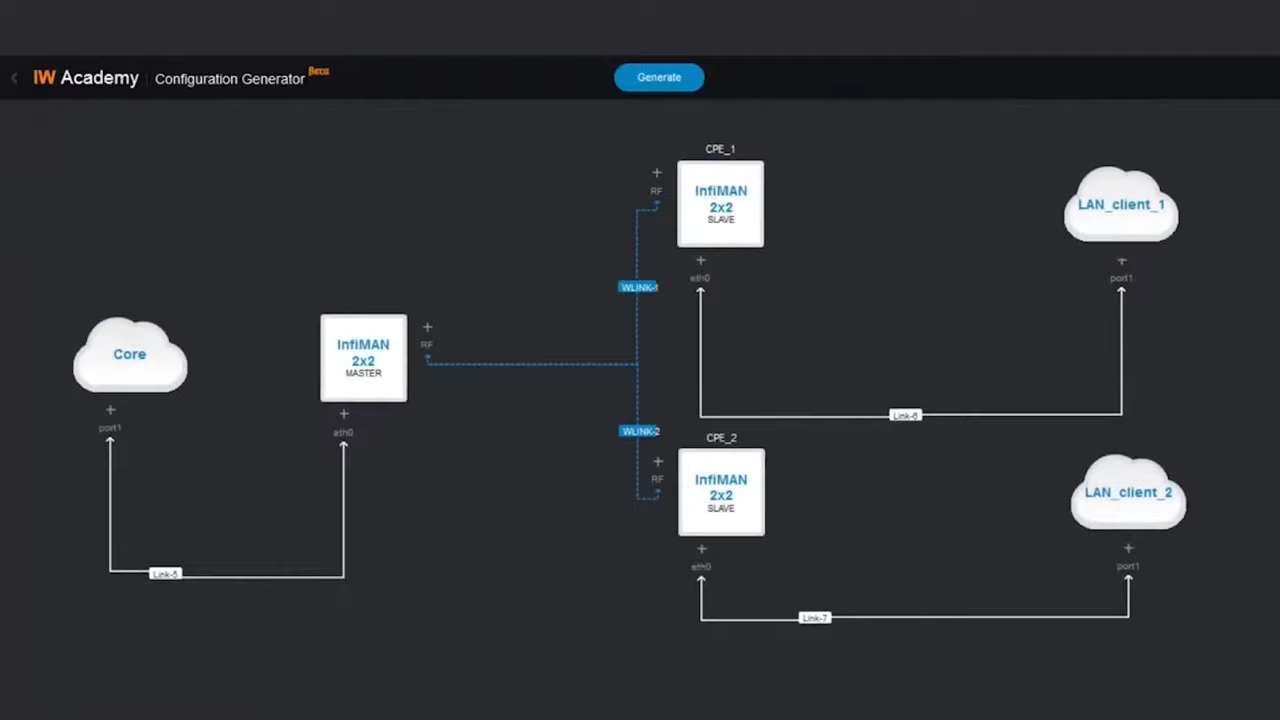 IW Academy
Configuration Generator
Generate
CPE_1
InfiMAN
2x2
SLAVE
RF
eth0
LAN_client_1
port1
WLINK-1
Link-6
Core
port1
InfiMAN
2x2
MASTER
RF
eth0
Link-5
WLINK-2
CPE_2
InfiMAN
2x2
SLAVE
RF
eth0
LAN_client_2
port1
Link-7